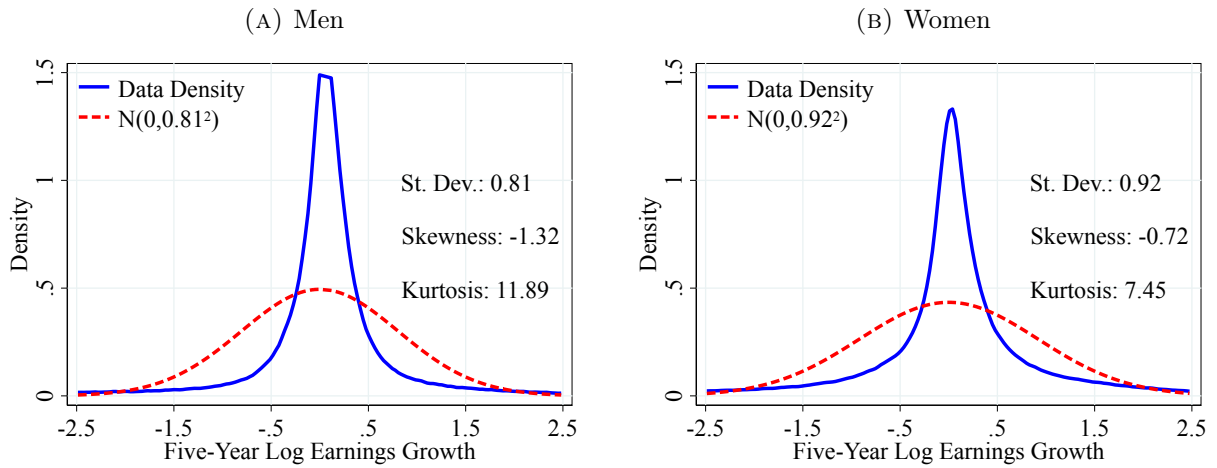 (A) Men
1.5
1
.5
0
Density
Data Density
N(0,0.81²)
St. Dev.: 0.81
Skewness: -1.32
Kurtosis: 11.89
-2.5 -1.5 -.5 .5 1.5 2.5
Five-Year Log Earnings Growth
(B) Women
1.5
1
.5
0
Density
Data Density
N(0,0.92²)
St. Dev.: 0.92
Skewness: -0.72
Kurtosis: 7.45
-2.5 -1.5 -.5 .5 1.5 2.5
Five-Year Log Earnings Growth